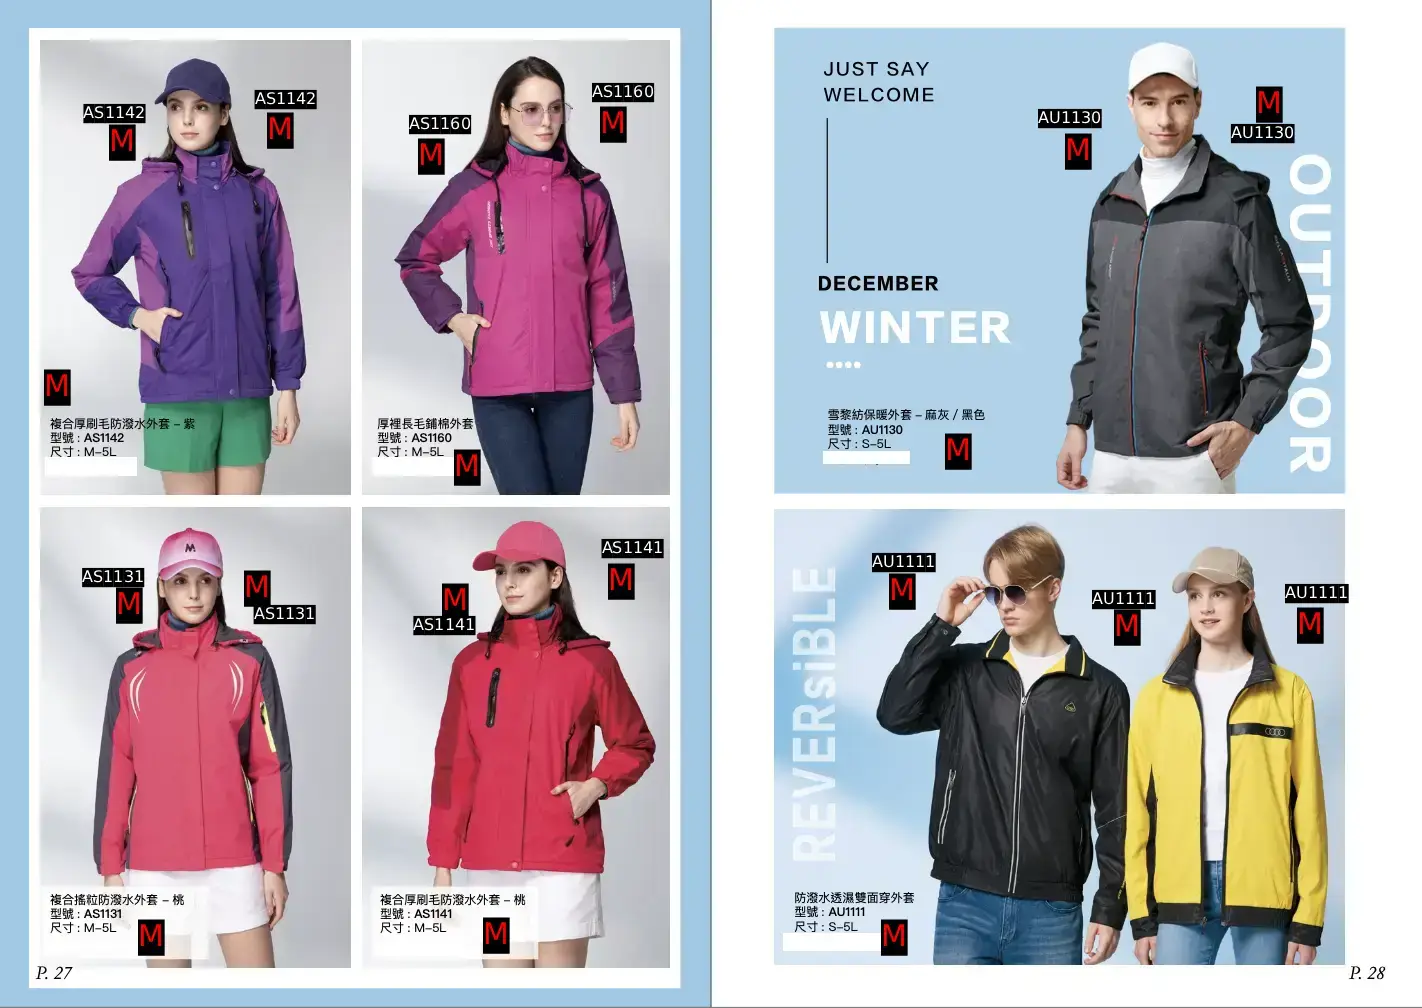 AS1142
AS1142
M
M
M
複合厚刷毛防潑水外套 – 紫
型號 : AS1142
尺寸 : M–5L
AS1160
AS1160
M
M
厚裡長毛鋪棉外套
型號 : AS1160
尺寸 : M–5L
M
AS1131
M
M
M
AS1131
複合搖粒防潑水外套 - 桃
型號 : AS1131
尺寸 : M–5L
M
AS1141
M
M
AS1141
複合厚刷毛防潑水外套 – 桃
型號 : AS1141
尺寸 : M–5L
M
P. 27
JUST SAY
WELCOME
DECEMBER
WINTER
AU1130
M
M
AU1130
OUTDOOR
雪黎紡保暖外套 – 麻灰 / 黑色
型號 : AU1130
尺寸 : S–5L
M
REVERSiBLE
AU1111
M
AU1111
M
AU1111
M
防潑水透濕雙面穿外套
型號 : AU1111
尺寸 : S–5L
M
P. 28